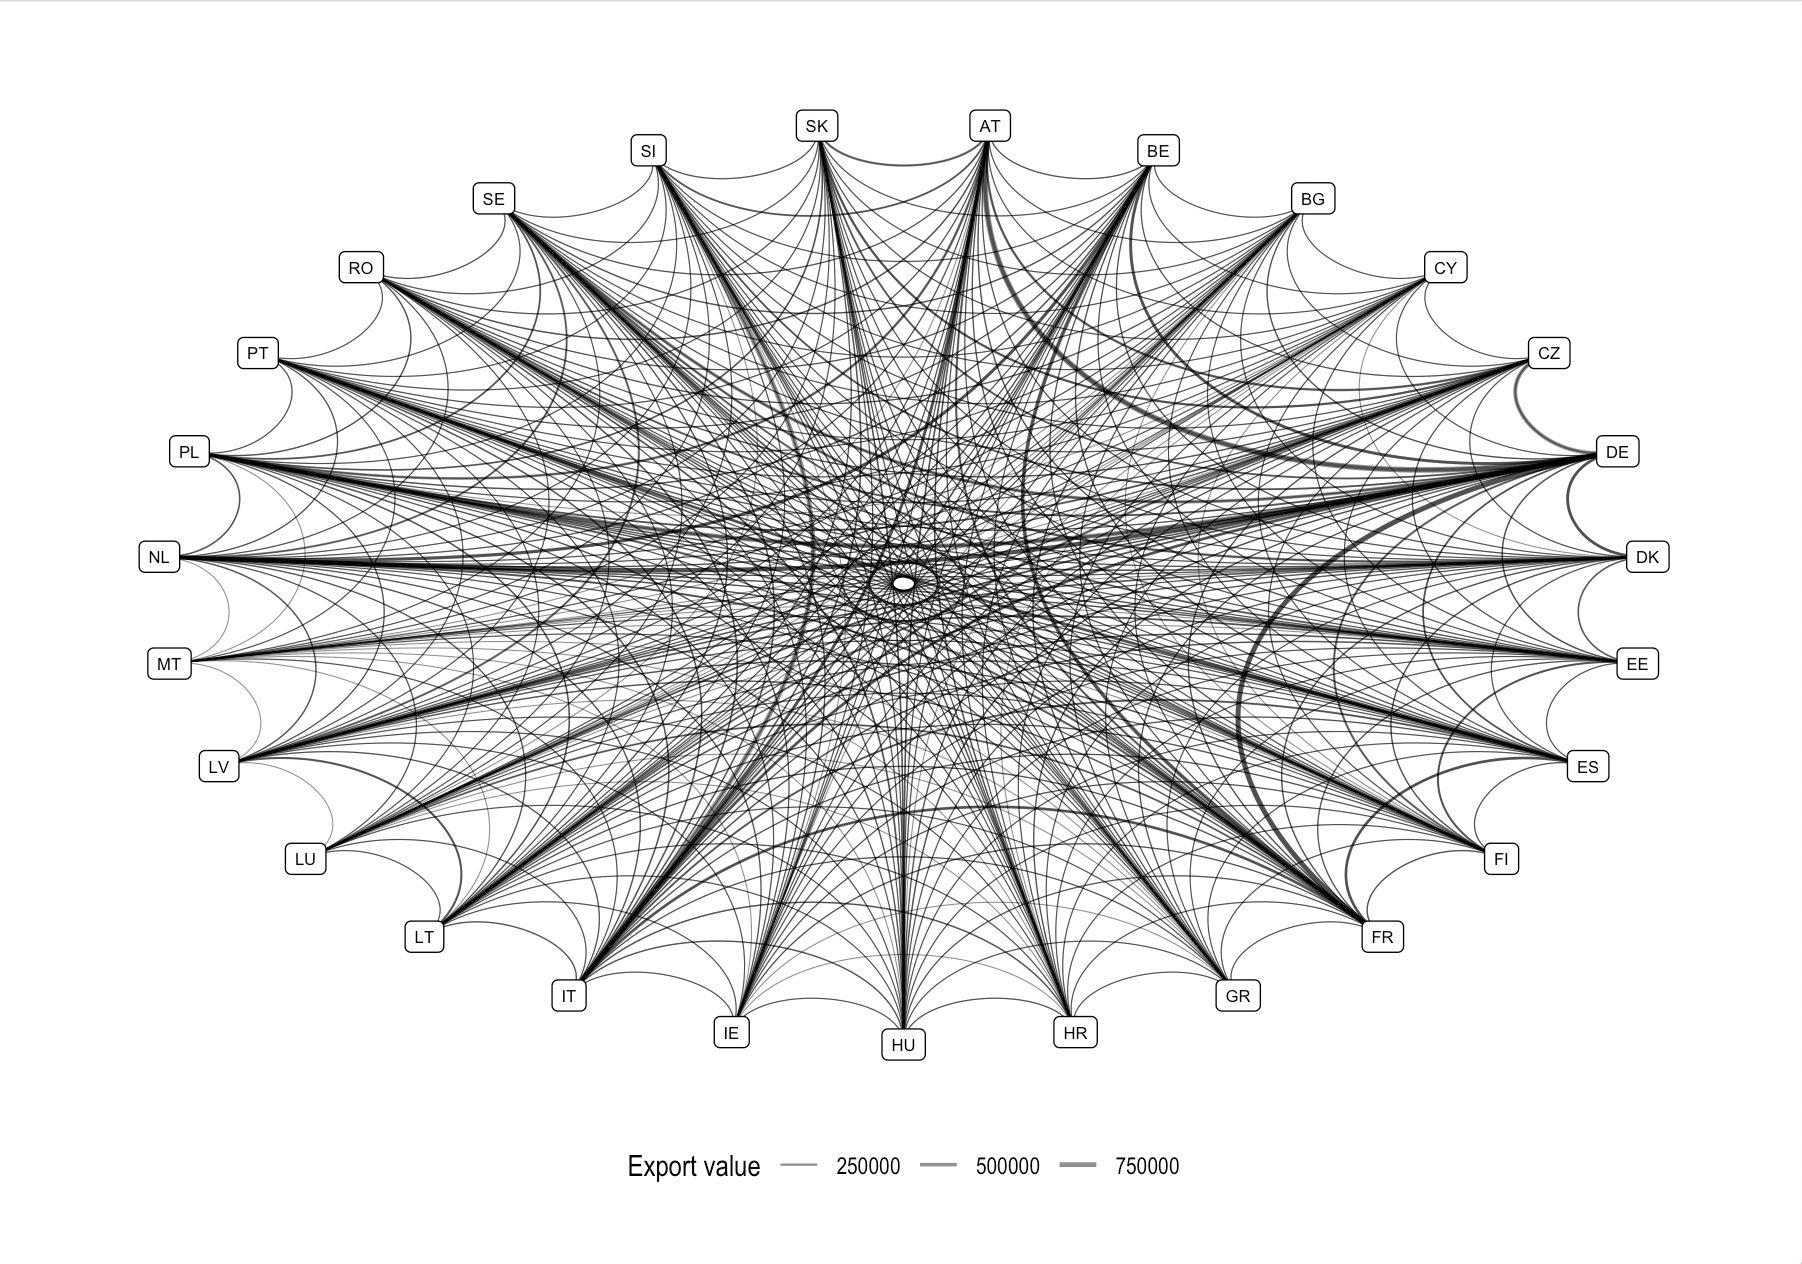 SK AT
SI BE
SE BG
RO CY
PT CZ
PL DE
NL DK
MT EE
LV ES
LU FI
LT FR
IT GR
IE HR
HU
Export value 250000 500000 750000